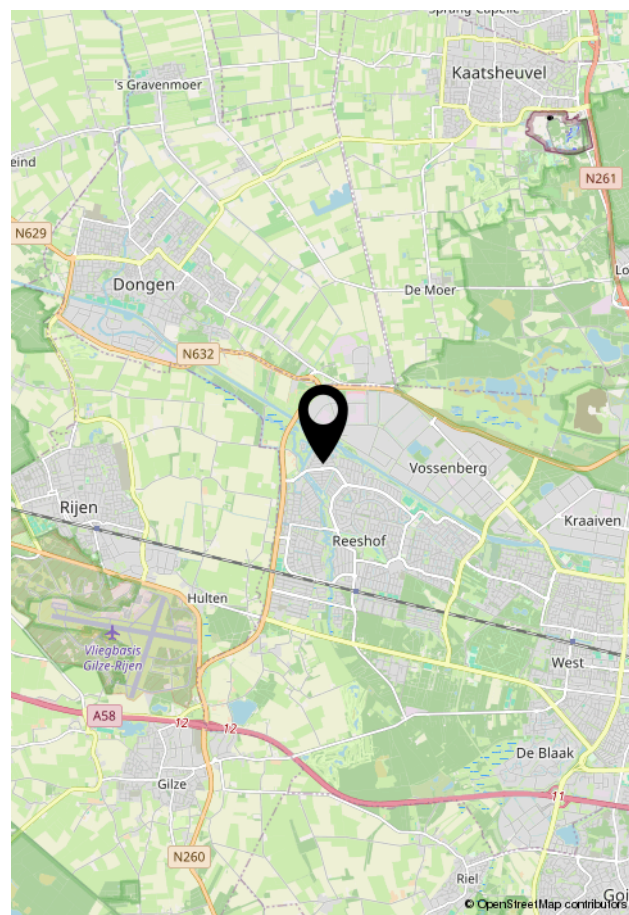 Sprang-Capelle
Kaatsheuvel
's Gravenmoer
eind
N261
N629
Dongen
De Moer
Lo
N632
Vossenberg
Rijen
Kraaiven
Reeshof
Hulten
Vliegbasis
Gilze-Rijen
West
A58
12
12
De Blaak
Gilze
11
N260
Riel
Goi
© OpenStreetMap contributors